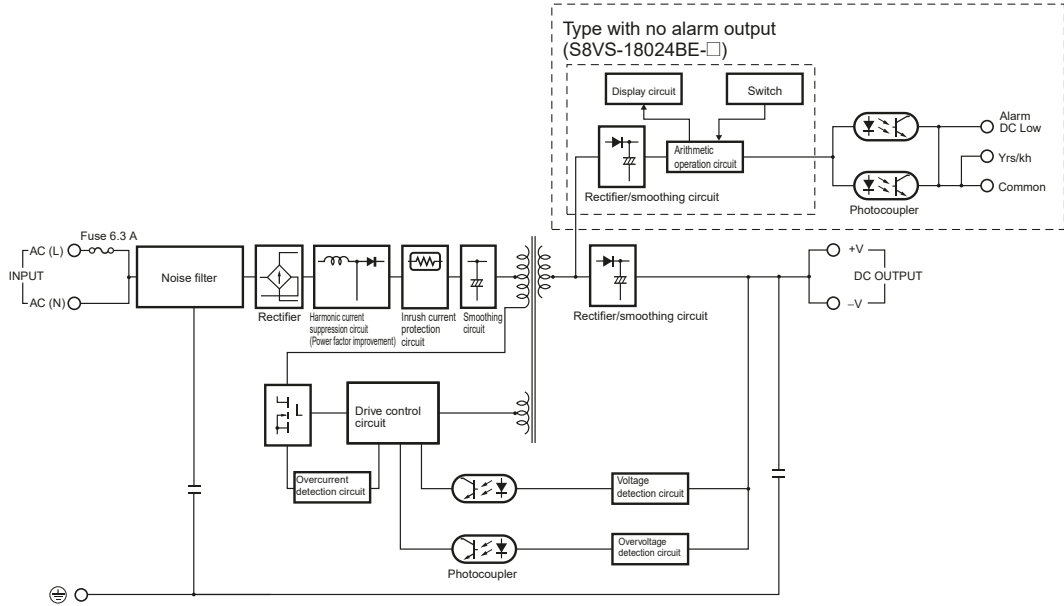 Type with no alarm output
(S8VS-18024BE-□)
Display circuit
Switch
Alarm
DC Low
Arithmetic
operation circuit
Yrs/kh
Common
Rectifier/smoothing circuit
Photocoupler
Fuse 6.3 A
AC (L)
INPUT
AC (N)
Noise filter
+V
DC OUTPUT
–V
Rectifier
Harmonic current
suppression circuit
(Power factor improvement)
Inrush current
protection
circuit
Smoothing
circuit
Rectifier/smoothing circuit
Drive control
circuit
Overcurrent
detection circuit
Voltage
detection circuit
Overvoltage
detection circuit
Photocoupler